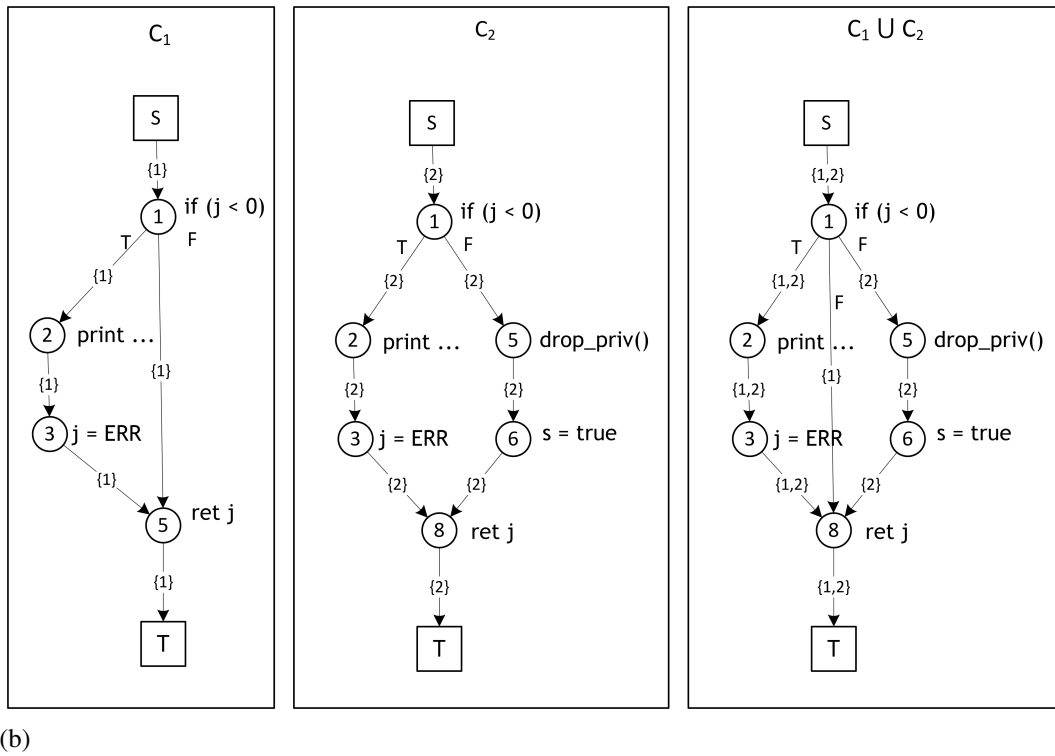 C₁
S
{1}
1 if (j < 0)
T F
{1}
2 print ...
{1}
{1}
3 j = ERR
{1}
5 ret j
{1}
T
C₂
S
{2}
1 if (j < 0)
T F
{2} {2}
2 print ... 5 drop_priv()
{2} {2}
3 j = ERR 6 s = true
{2} {2}
8 ret j
{2}
T
C₁ U C₂
S
{1,2}
1 if (j < 0)
T F
{1,2} {2}
F
2 print ... 5 drop_priv()
{1}
{1,2} {2}
3 j = ERR 6 s = true
{1,2} {2}
8 ret j
{1,2}
T
(b)